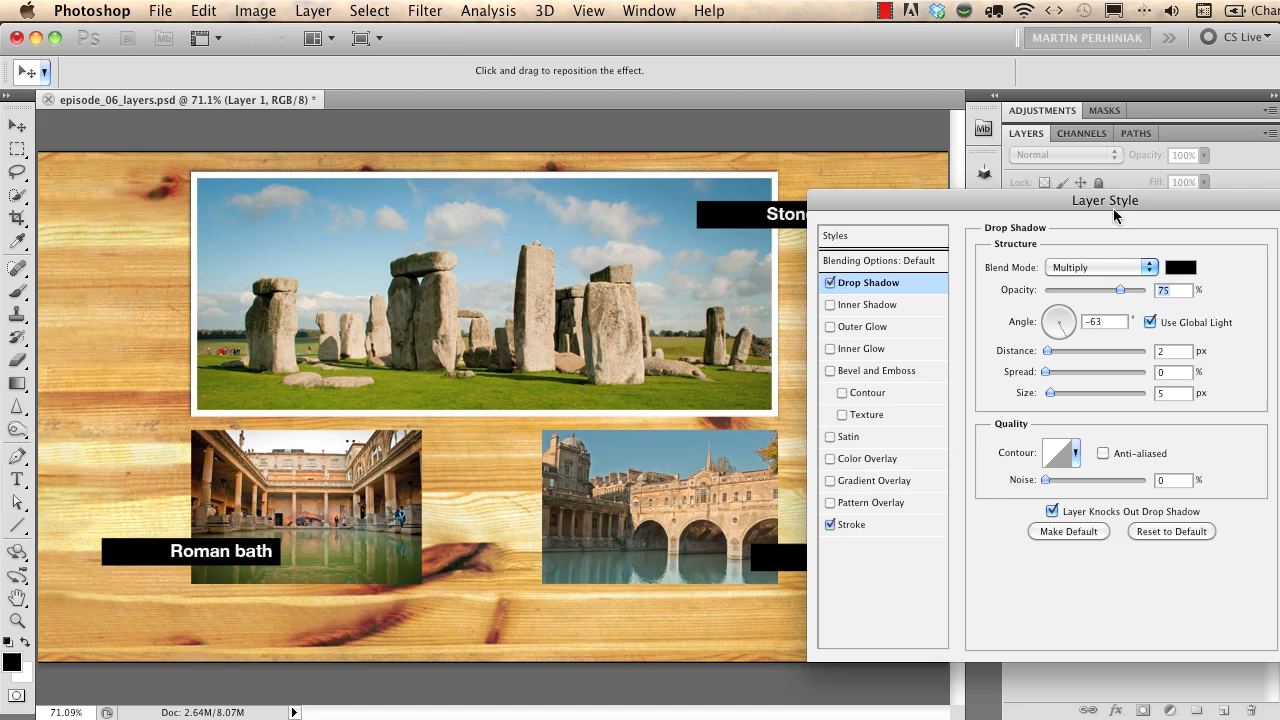 Photoshop File Edit Image Layer Select Filter Analysis 3D View Window Help (Char
Ps Br Mb MARTIN PERHINIAK CS Live
Click and drag to reposition the effect.
episode_06_layers.psd @ 71.1% (Layer 1, RGB/8) *
ADJUSTMENTS MASKS
Mb
LAYERS CHANNELS PATHS
Normal Opacity: 100%
Lock: Fill: 100%
Layer Style
Ston
Styles
Blending Options: Default
Drop Shadow
Inner Shadow
Outer Glow
Inner Glow
Bevel and Emboss
Contour
Texture
Satin
Color Overlay
Gradient Overlay
Pattern Overlay
Stroke
Drop Shadow
Structure
Blend Mode: Multiply
Opacity: 75 %
Angle: -63 ° Use Global Light
Distance: 2 px
Spread: 0 %
Size: 5 px
Quality
Contour: Anti-aliased
Noise: 0 %
Layer Knocks Out Drop Shadow
Make Default Reset to Default
Roman bath
71.09% Doc: 2.64M/8.07M